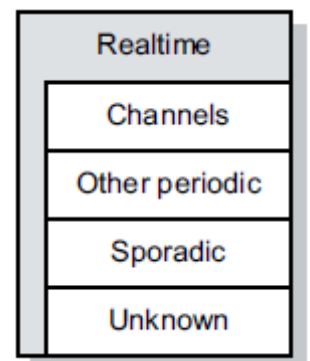 Realtime
Channels
Other periodic
Sporadic
Unknown